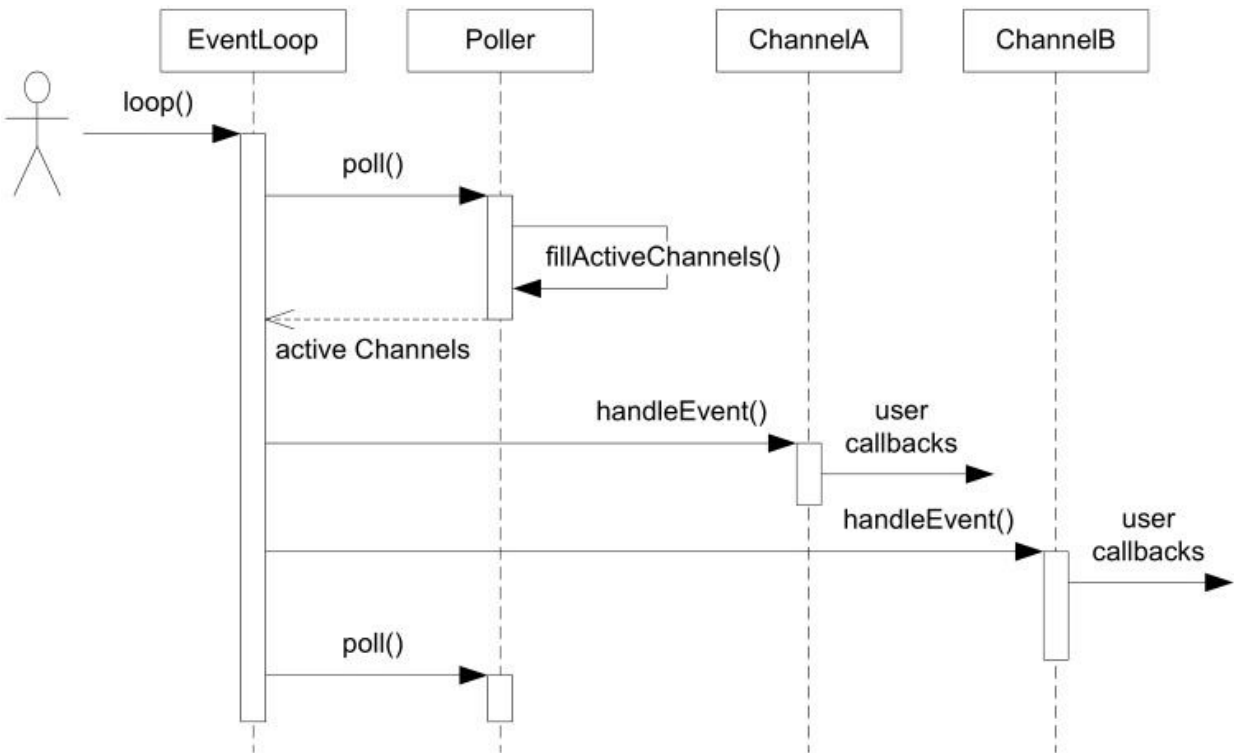 EventLoop
Poller
ChannelA
ChannelB
loop()
poll()
fillActiveChannels()
active Channels
handleEvent()
user
callbacks
handleEvent()
user
callbacks
poll()